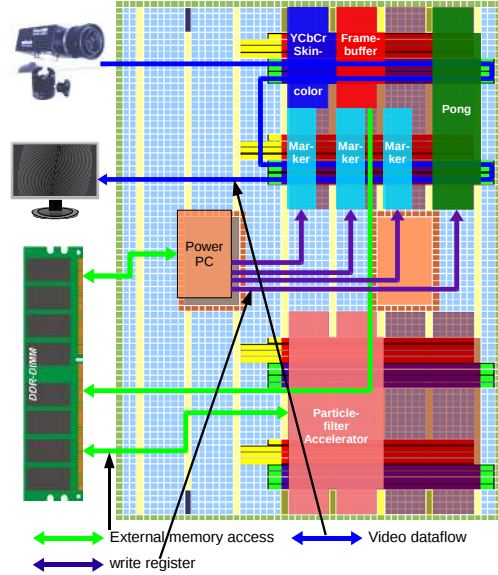 YCbCr
Skin-
color
Frame-
buffer
Pong
Mar-
ker
Mar-
ker
Mar-
ker
Power
PC
DDR-DIMM
Particle-
filter
Accelerator
External memory access
Video dataflow
write register